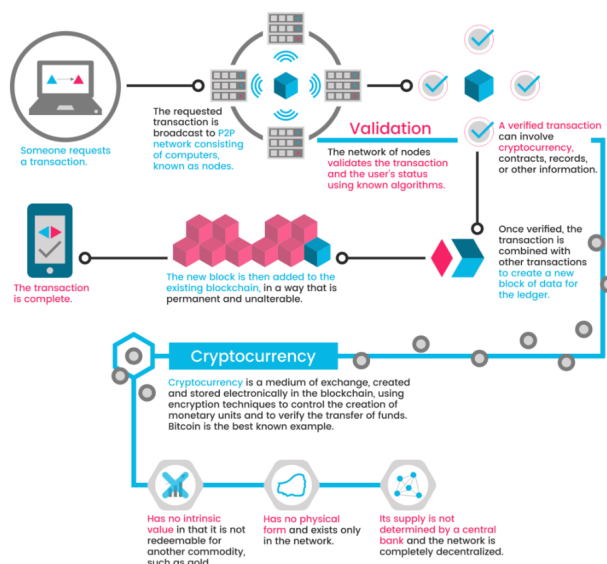 Someone requests
a transaction.
The requested
transaction is
broadcast to P2P
network consisting
of computers,
known as nodes.
Validation
The network of nodes
validates the transaction
and the user's status
using known algorithms.
A verified transaction
can involve
cryptocurrency,
contracts, records,
or other information.
Once verified, the
transaction is
combined with
other transactions
to create a new
block of data for
the ledger.
The new block is then added to the
existing blockchain, in a way that is
permanent and unalterable.
The transaction
is complete.
Cryptocurrency
Cryptocurrency is a medium of exchange, created
and stored electronically in the blockchain, using
encryption techniques to control the creation of
monetary units and to verify the transfer of funds.
Bitcoin is the best known example.
Has no intrinsic
value in that it is not
redeemable for
another commodity,
such as gold
Has no physical
form and exists only
in the network.
Its supply is not
determined by a central
bank and the network is
completely decentralized.